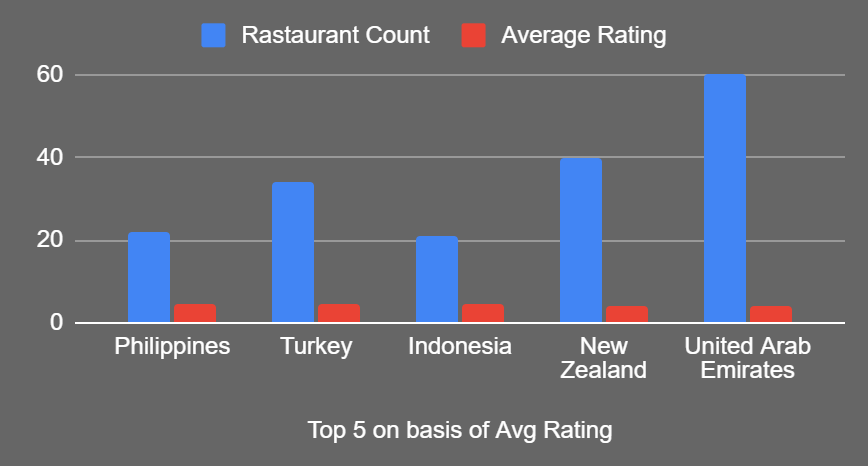 Rastaurant Count
Average Rating
60
40
20
0
Philippines
Turkey
Indonesia
New
Zealand
United Arab
Emirates
Top 5 on basis of Avg Rating